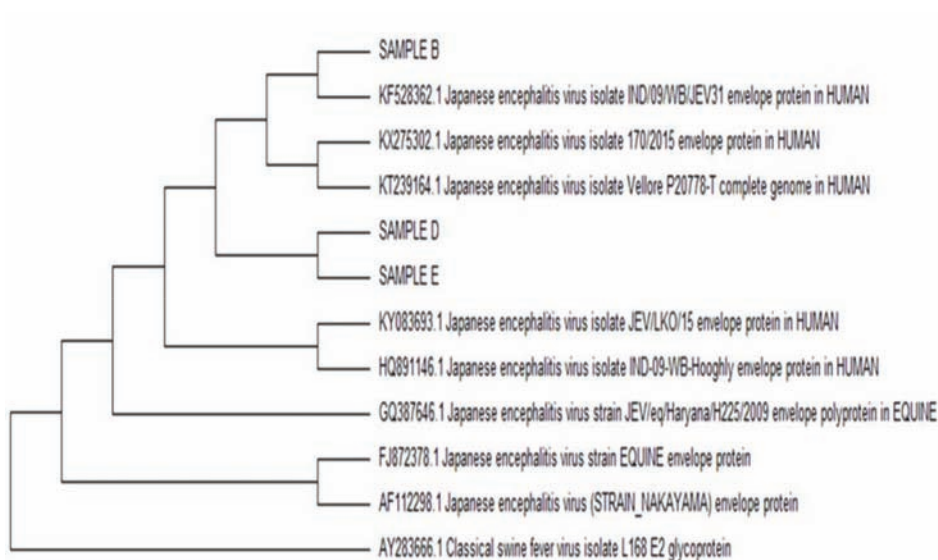 SAMPLE B
KF528362.1 Japanese encephalitis virus isolate IND/09/WB/JEV31 envelope protein in HUMAN
KX275302.1 Japanese encephalitis virus isolate 170/2015 envelope protein in HUMAN
KT239164.1 Japanese encephalitis virus isolate Vellore P20778-T complete genome in HUMAN
SAMPLE D
SAMPLE E
KY083693.1 Japanese encephalitis virus isolate JEV/LKO/15 envelope protein in HUMAN
HQ891146.1 Japanese encephalitis virus isolate IND-09-WB-Hooghly envelope protein in HUMAN
GQ387646.1 Japanese encephalitis virus strain JEV/eq/Haryana/H225/2009 envelope polyprotein in EQUINE
FJ872378.1 Japanese encephalitis virus strain EQUINE envelope protein
AF112298.1 Japanese encephalitis virus (STRAIN_NAKAYAMA) envelope protein
AY283666.1 Classical swine fever virus isolate L168 E2 glycoprotein